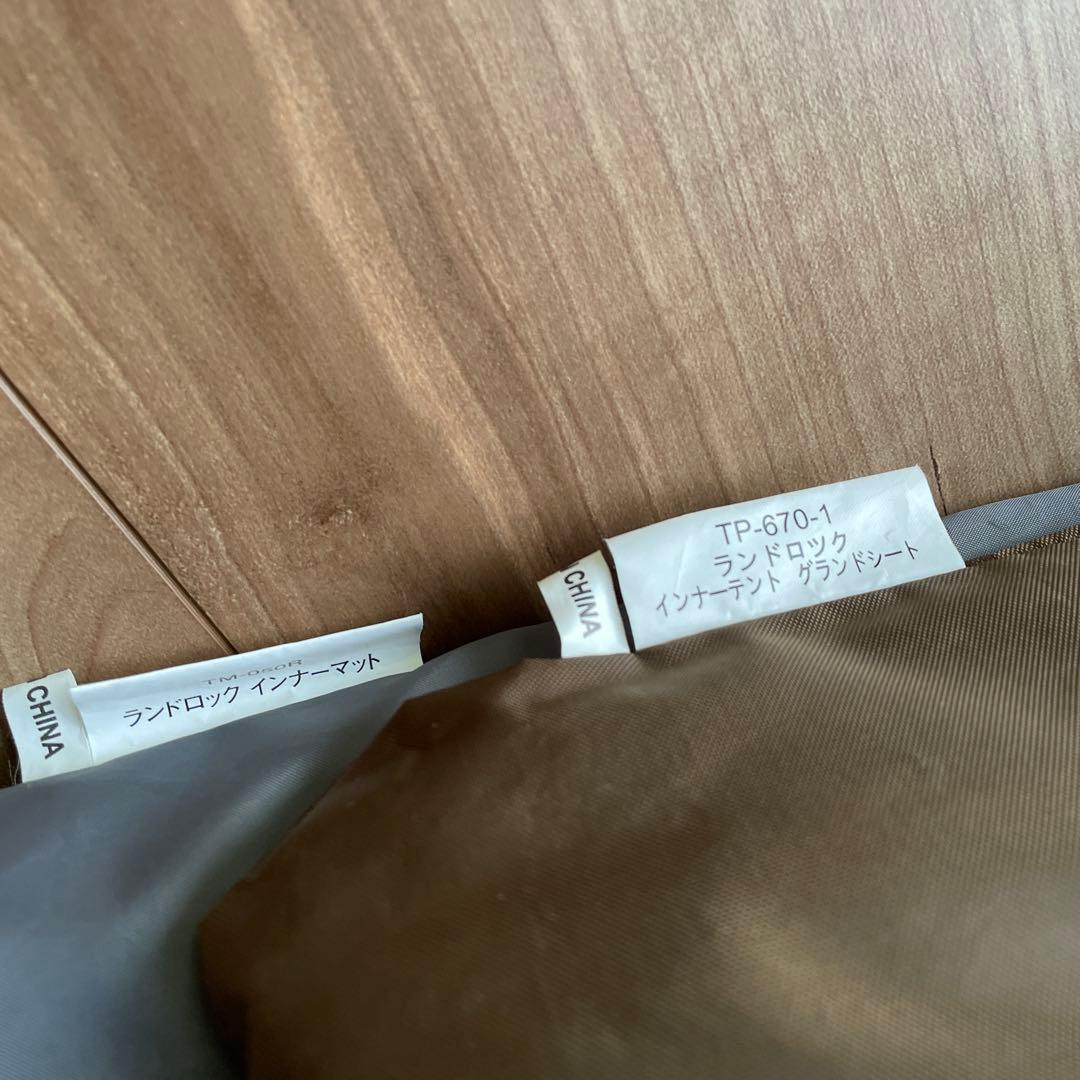 TM-050R
ランドロック インナーマット
CHINA
TP-670-1
ランドロック
インナーテント グランドシート
CHINA